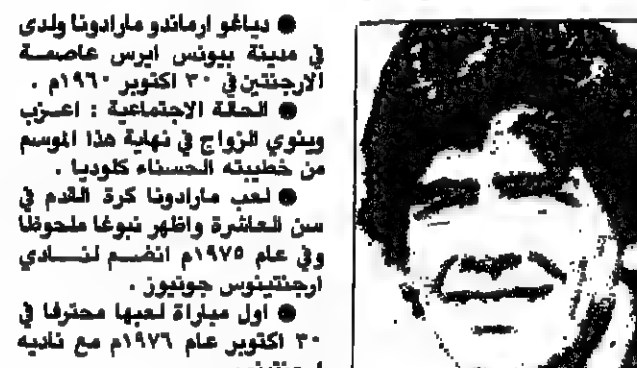 ● دياغو ارماندو مارادونا ولدى
في مدينة بيونس ايرس عاصمة
الارجنتين في ٣٠ اكتوبر ١٩٦٠م .
● الحالة الاجتماعية : اعزب
وينوي الزواج في نهاية هذا الموسم
من خطيبته الحسناء كلوديا .
● لعب مارادونا كرة القدم في
سن العاشرة واظهر نبوغا ملحوظا
وفي عام ١٩٧٥م انضم لنادي
ارجنتينوس جونيوز .
● اول مباراة لعبها محترفا في
٣٠ اكتوبر عام ١٩٧٦م مع ناديه